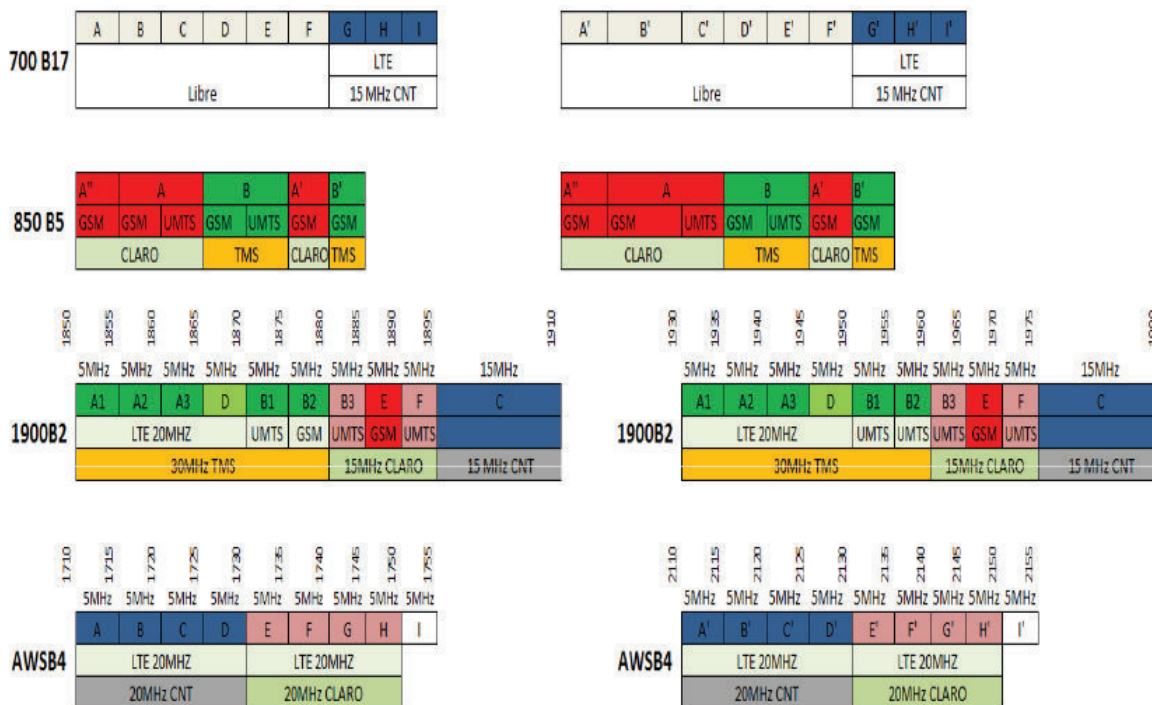 A B C D E F G H I A' B' C' D' E' F' G' H' I'
700 B17 LTE LTE
Libre 15 MHz CNT Libre 15 MHz CNT
A" A B A' B' A" A B A' B'
850 B5 GSM GSM UMTS GSM UMTS GSM GSM GSM GSM UMTS GSM UMTS GSM GSM
CLARO TMS CLARO TMS CLARO TMS CLARO TMS
1850 1855 1860 1865 1870 1875 1880 1885 1890 1895 1910 1930 1935 1940 1945 1950 1955 1960 1965 1970 1975
5MHz 5MHz 5MHz 5MHz 5MHz 5MHz 5MHz 5MHz 5MHz 15MHz 5MHz 5MHz 5MHz 5MHz 5MHz 5MHz 5MHz 5MHz 5MHz 15MHz
A1 A2 A3 D B1 B2 B3 E F C A1 A2 A3 D B1 B2 B3 E F C
1900B2 LTE 20MHZ UMTS GSM UMTS GSM UMTS 1900B2 LTE 20MHZ UMTS UMTS UMTS GSM UMTS
30MHz TMS 15MHz CLARO 15 MHz CNT 30MHz TMS 15MHz CLARO 15 MHz CNT
1710 1715 1720 1725 1730 1735 1740 1745 1750 1755 2110 2115 2120 2125 2130 2135 2140 2145 2150 2155
5MHz 5MHz 5MHz 5MHz 5MHz 5MHz 5MHz 5MHz 5MHz 5MHz 5MHz 5MHz 5MHz 5MHz 5MHz 5MHz 5MHz 5MHz
A B C D E F G H I A' B' C' D' E' F' G' H' I'
AWSB4 LTE 20MHZ LTE 20MHZ AWSB4 LTE 20MHZ LTE 20MHZ
20MHz CNT 20MHz CLARO 20MHz CNT 20MHz CLARO